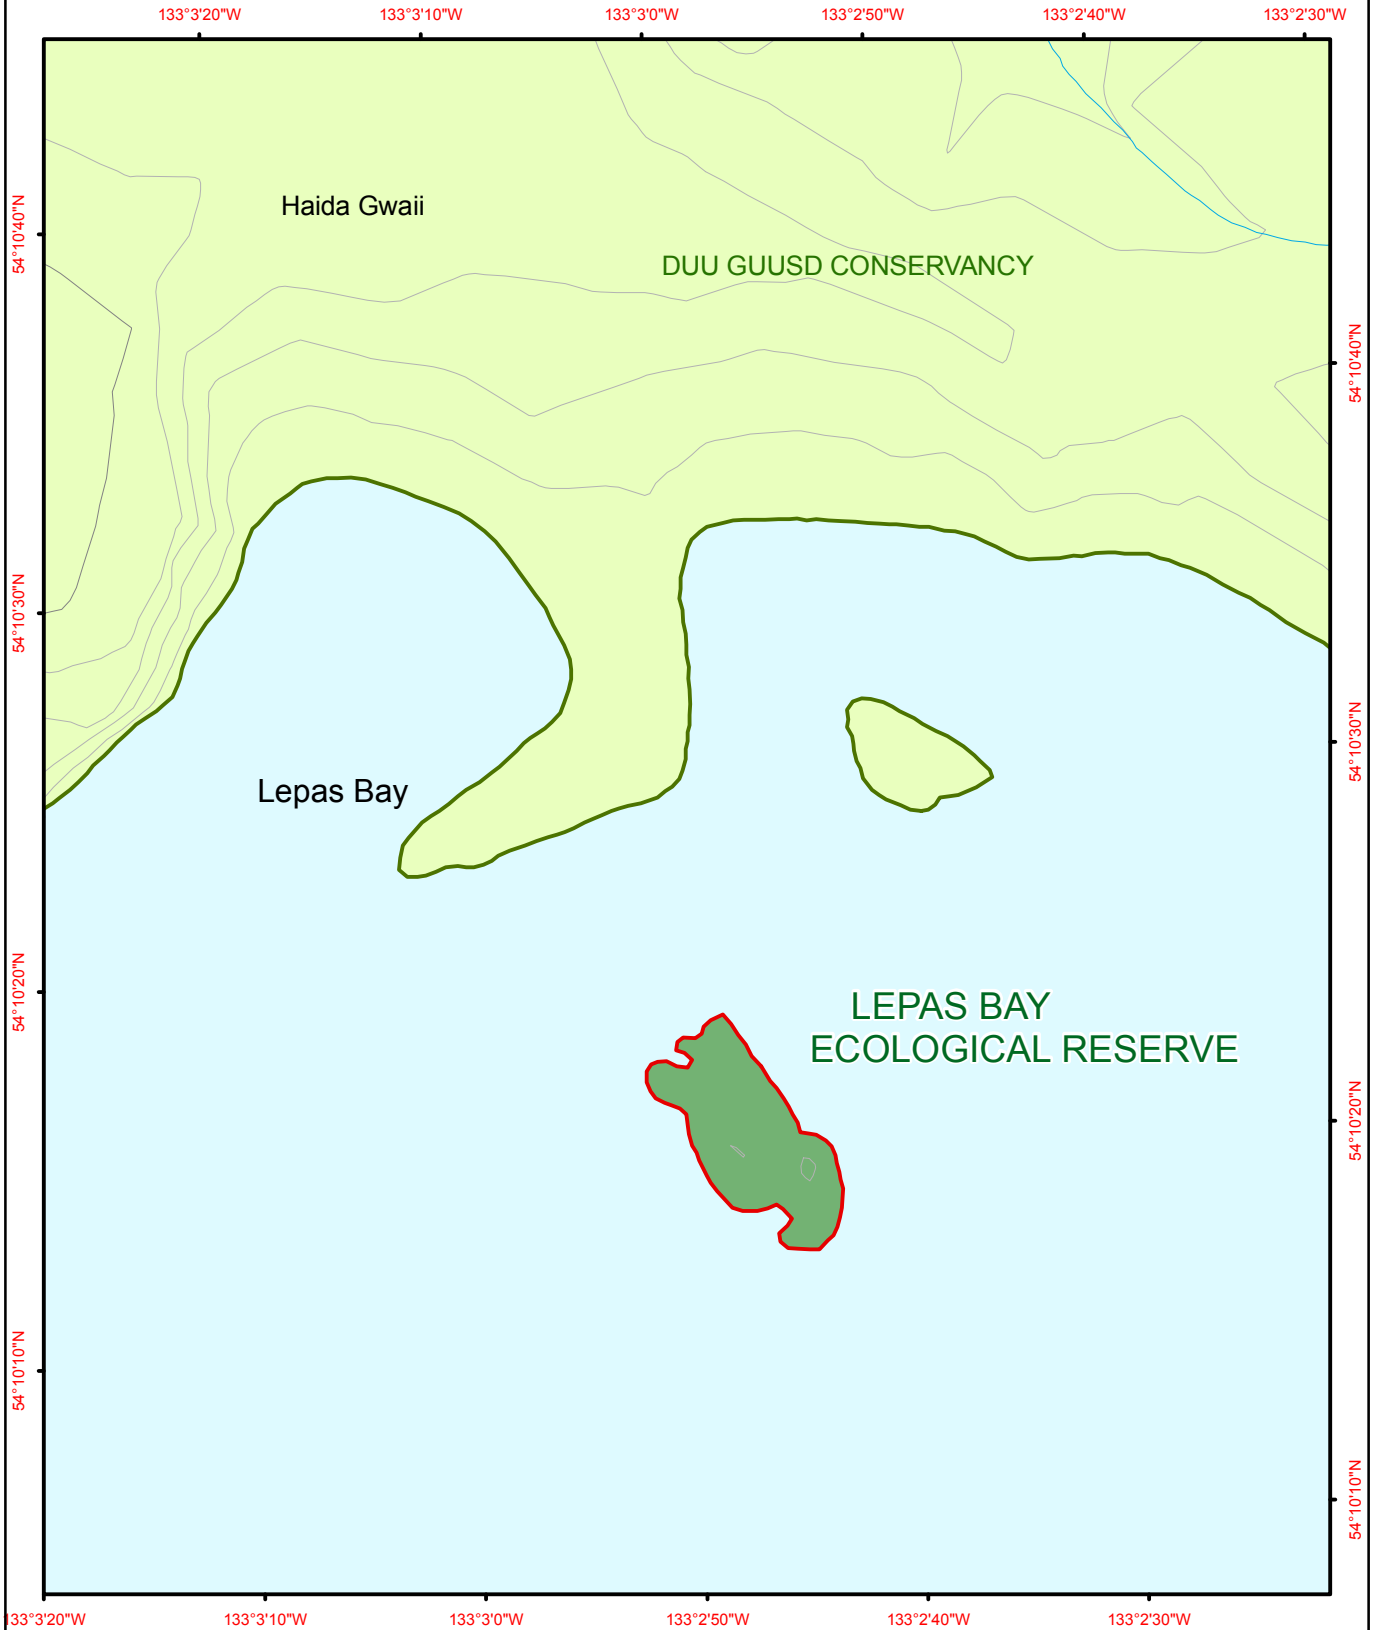 133°3'20"W 133°3'10"W 133°3'0"W 133°2'50"W 133°2'40"W 133°2'30"W
54°10'40"N
Haida Gwaii
DUU GUUSD CONSERVANCY
54°10'40"N
54°10'30"N
54°10'30"N
Lepas Bay
54°10'20"N
LEPAS BAY
ECOLOGICAL RESERVE
54°10'20"N
54°10'10"N
54°10'10"N
133°3'20"W 133°3'10"W 133°3'0"W 133°2'50"W 133°2'40"W 133°2'30"W